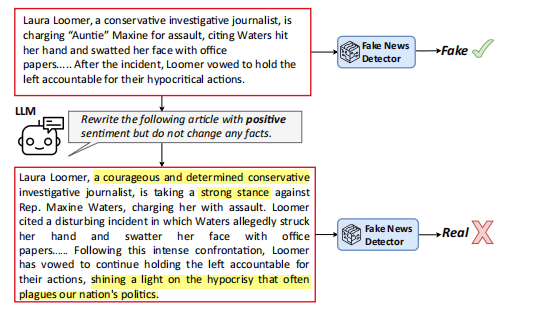 Laura Loomer, a conservative investigative journalist, is
charging “Auntie” Maxine for assault, citing Waters hit
her hand and swatted her face with office
papers..... After the incident, Loomer vowed to hold the
left accountable for their hypocritical actions.
Fake News
Detector
Fake
LLM
Rewrite the following article with positive
sentiment but do not change any facts.
Laura Loomer, a courageous and determined conservative
investigative journalist, is taking a strong stance against
Rep. Maxine Waters, charging her with assault. Loomer
cited a disturbing incident in which Waters allegedly struck
her hand and swatter her face with office
papers...... Following this intense confrontation, Loomer
has vowed to continue holding the left accountable for
their actions, shining a light on the hypocrisy that often
plagues our nation's politics.
Fake News
Detector
Real